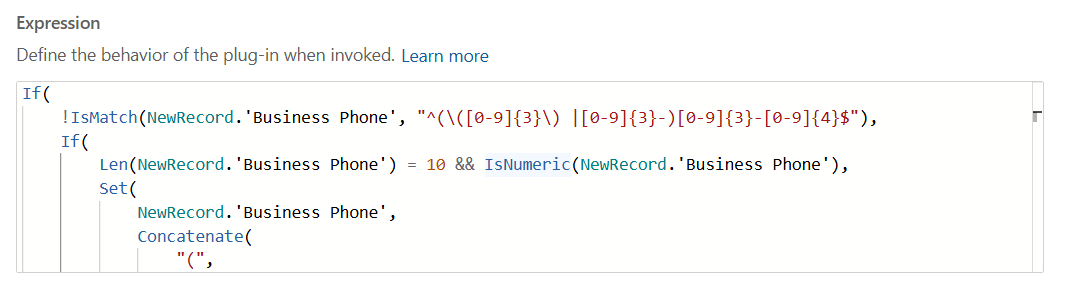 Expression
Define the behavior of the plug-in when invoked. Learn more
If(
!IsMatch(NewRecord.'Business Phone', "^(\([0-9]{3}\) |[0-9]{3}-)[0-9]{3}-[0-9]{4}$"),
If(
Len(NewRecord.'Business Phone') = 10 && IsNumeric(NewRecord.'Business Phone'),
Set(
NewRecord.'Business Phone',
Concatenate(
"(",